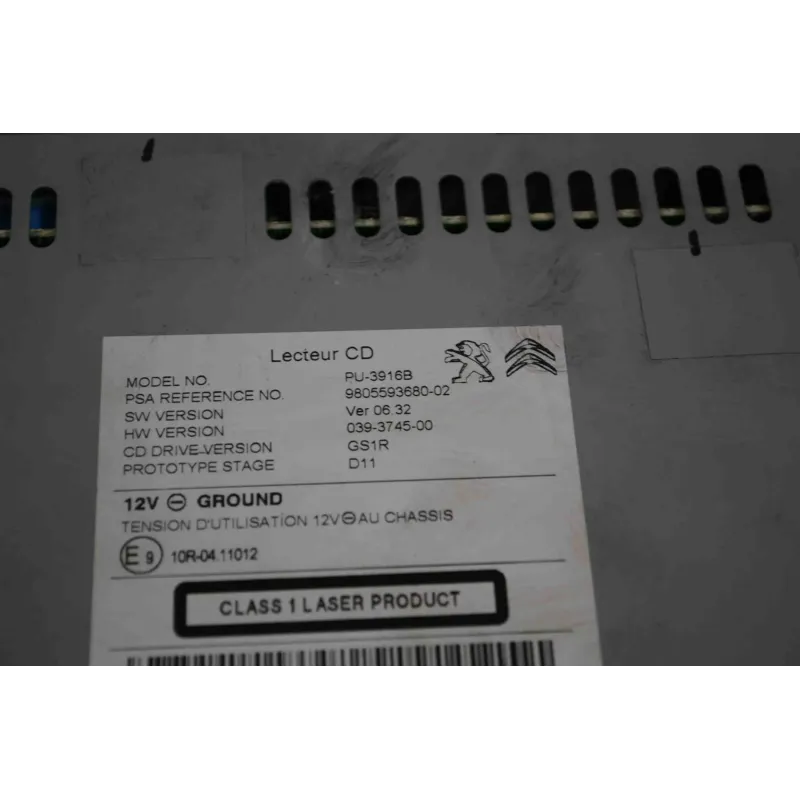 Lecteur CD
MODEL NO. PU-3916B
PSA REFERENCE NO. 9805593680-02
SW VERSION Ver 06.32
HW VERSION 039-3745-00
CD DRIVE VERSION GS1R
PROTOTYPE STAGE D11
12V ⊖ GROUND
TENSION D'UTILISATION 12V⊖AU CHASSIS
E9 10R-04.11012
CLASS 1 LASER PRODUCT